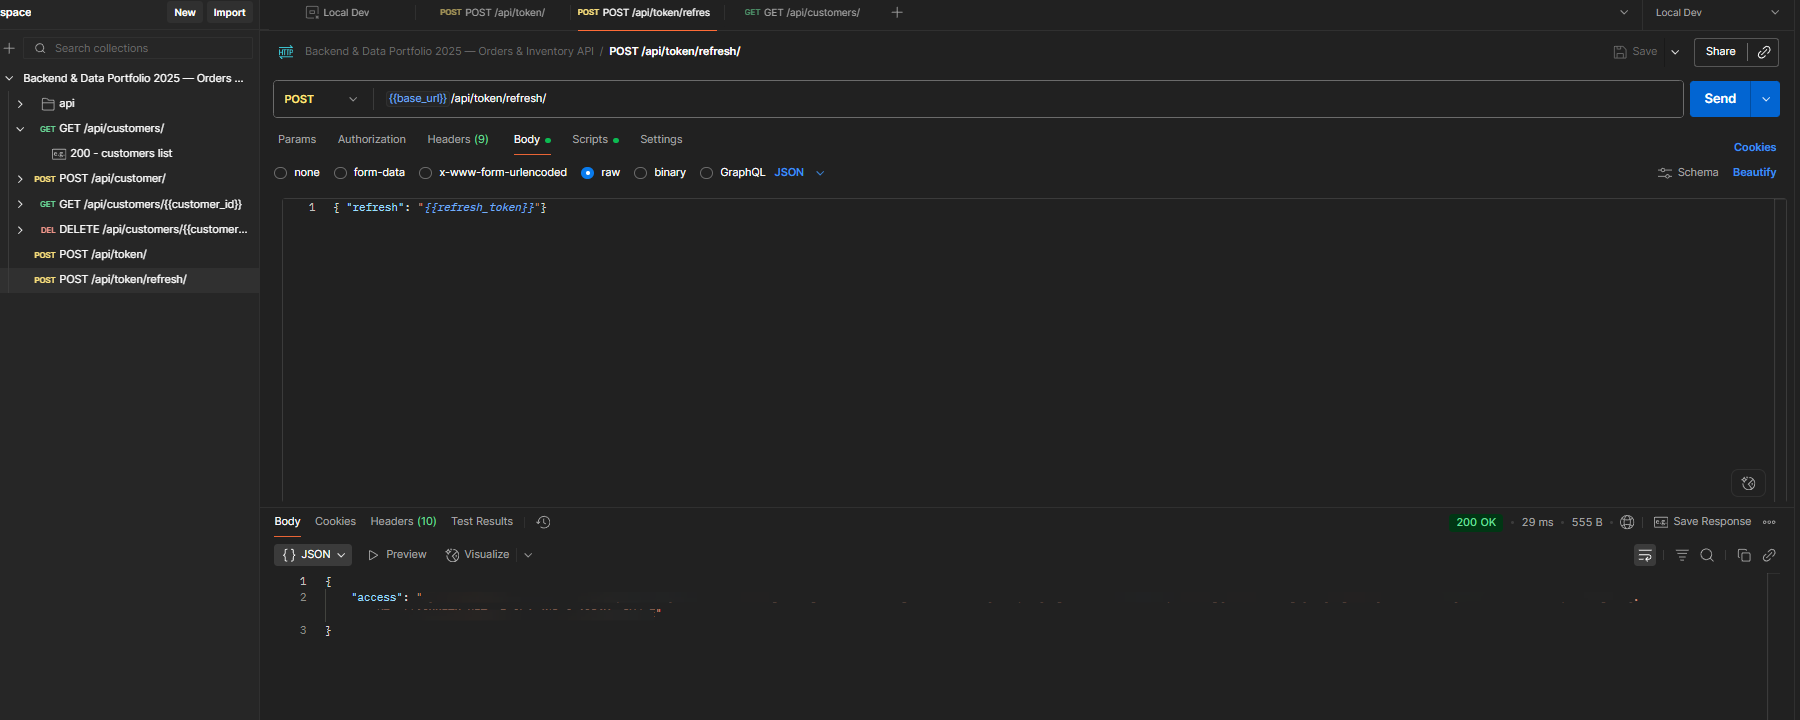 space New Import
Search collections
Backend & Data Portfolio 2025 — Orders ...
api
GET GET /api/customers/
e.g. 200 - customers list
POST POST /api/customer/
GET GET /api/customers/{{customer_id}}
DEL DELETE /api/customers/{{customer...
POST POST /api/token/
POST POST /api/token/refresh/
Local Dev POST POST /api/token/ POST POST /api/token/refres GET GET /api/customers/ Local Dev
HTTP Backend & Data Portfolio 2025 — Orders & Inventory API / POST /api/token/refresh/ Save Share
POST {{base_url}} /api/token/refresh/ Send
Params Authorization Headers (9) Body Scripts Settings Cookies
none form-data x-www-form-urlencoded raw binary GraphQL JSON Schema Beautify
1 { "refresh": "{{refresh_token}}"}
Body Cookies Headers (10) Test Results 200 OK 29 ms 555 B e.g. Save Response
{} JSON Preview Visualize
1 {
2 "access": "
"
3 }